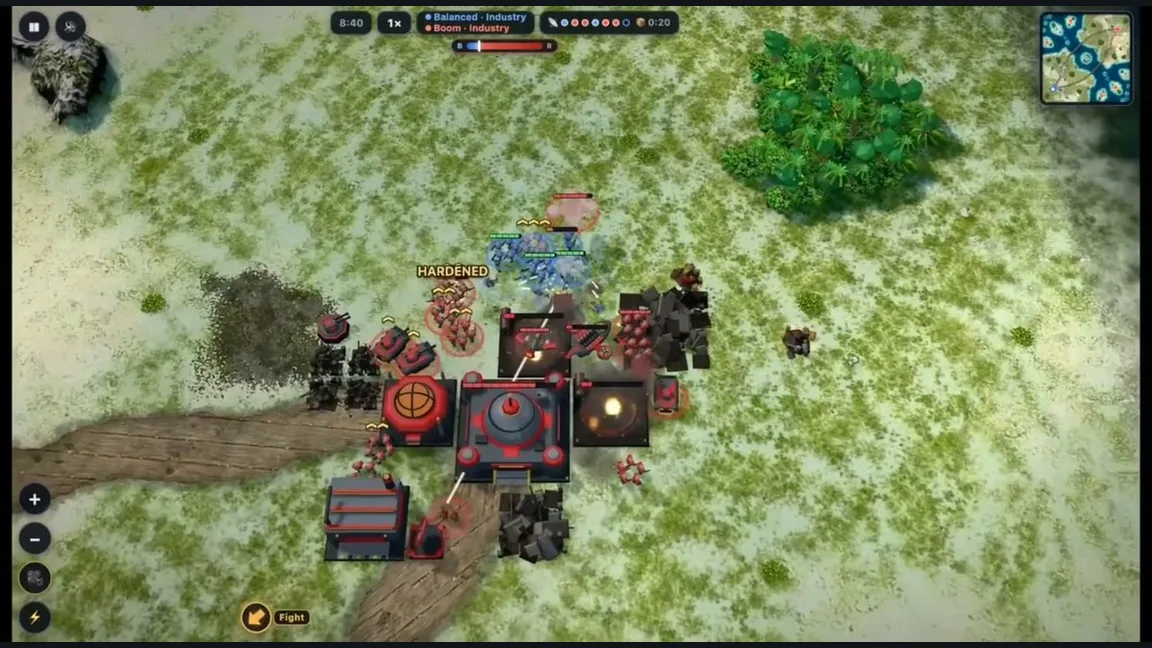 8:40
1×
Balanced · Industry
Boom · Industry
0:20
B
R
HARDENED
+
−
Fight